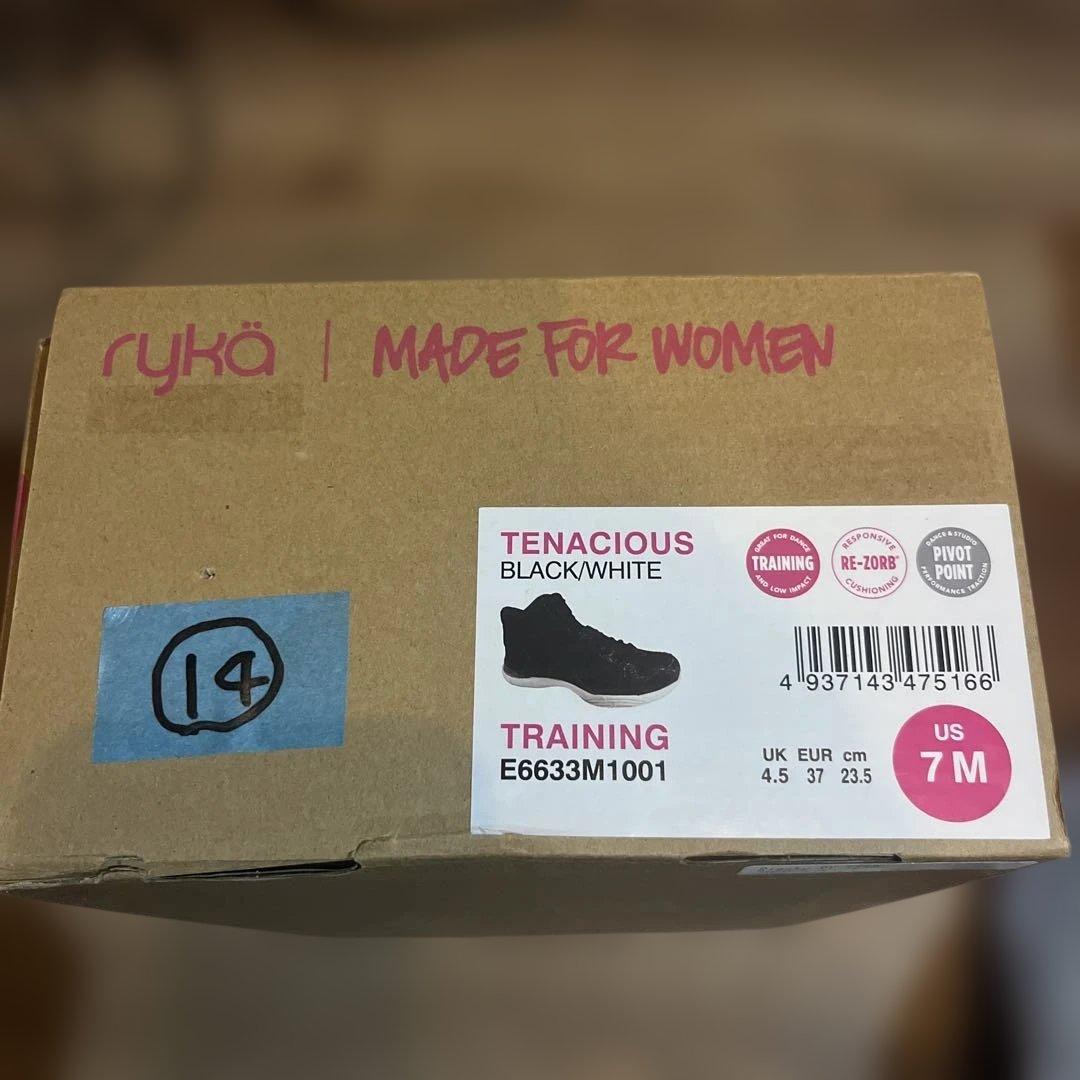 rykä | MADE FOR WOMEN
14
TENACIOUS
BLACK/WHITE
GREAT FOR DANCE
TRAINING
AND LOW IMPACT
RESPONSIVE
RE-ZORB®
CUSHIONING
DANCE & STUDIO
PIVOT
POINT
PERFORMANCE TRACTION
4 937143 475166
TRAINING
E6633M1001
UK EUR cm
4.5 37 23.5
US
7 M